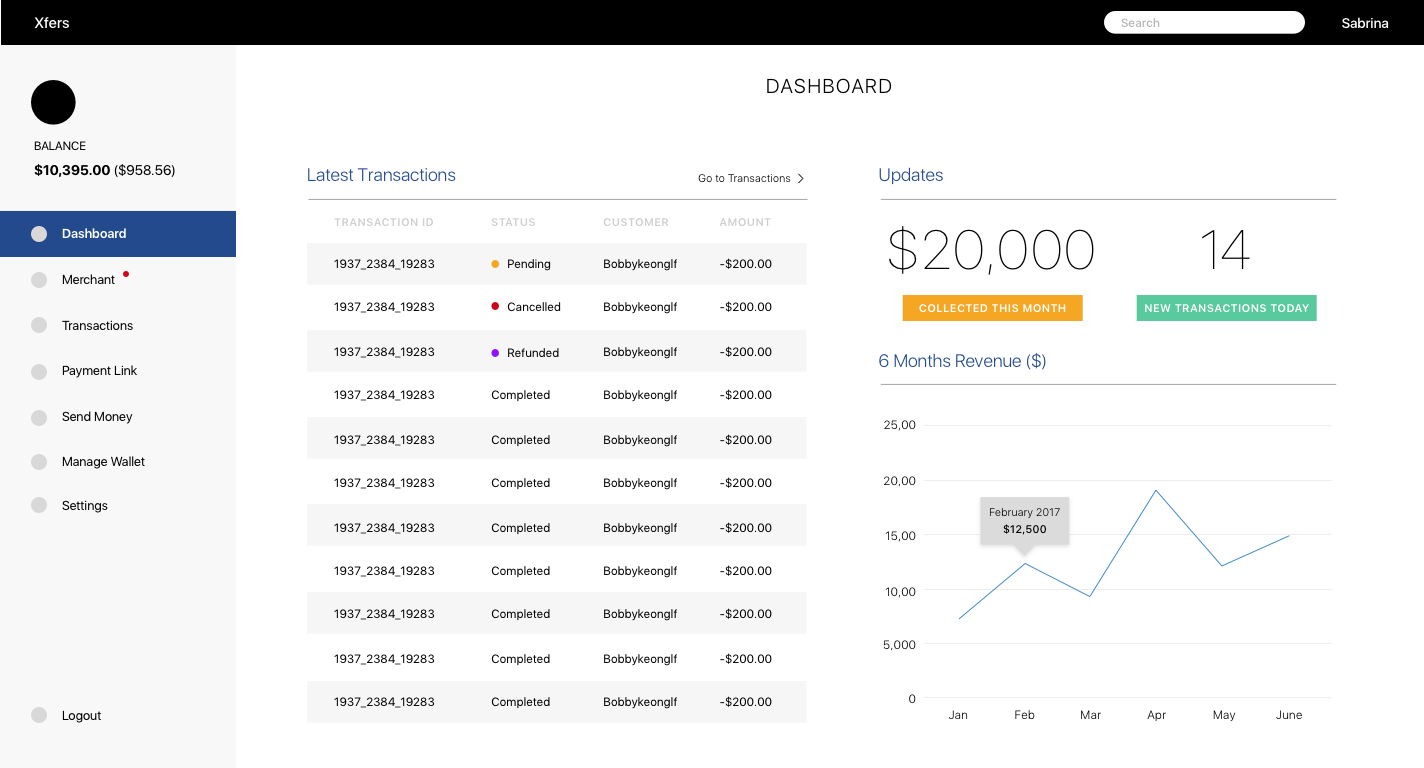 Xfers
Search
Sabrina
BALANCE
$10,395.00 ($958.56)
Dashboard
Merchant
Transactions
Payment Link
Send Money
Manage Wallet
Settings
Logout
DASHBOARD
Latest Transactions
Go to Transactions
TRANSACTION ID STATUS CUSTOMER AMOUNT
1937_2384_19283 Pending Bobbykeonglf -$200.00
1937_2384_19283 Cancelled Bobbykeonglf -$200.00
1937_2384_19283 Refunded Bobbykeonglf -$200.00
1937_2384_19283 Completed Bobbykeonglf -$200.00
1937_2384_19283 Completed Bobbykeonglf -$200.00
1937_2384_19283 Completed Bobbykeonglf -$200.00
1937_2384_19283 Completed Bobbykeonglf -$200.00
1937_2384_19283 Completed Bobbykeonglf -$200.00
1937_2384_19283 Completed Bobbykeonglf -$200.00
1937_2384_19283 Completed Bobbykeonglf -$200.00
1937_2384_19283 Completed Bobbykeonglf -$200.00
Updates
$20,000 14
COLLECTED THIS MONTH NEW TRANSACTIONS TODAY
6 Months Revenue ($)
25,00
20,00
February 2017
$12,500
15,00
10,00
5,000
0
Jan Feb Mar Apr May June